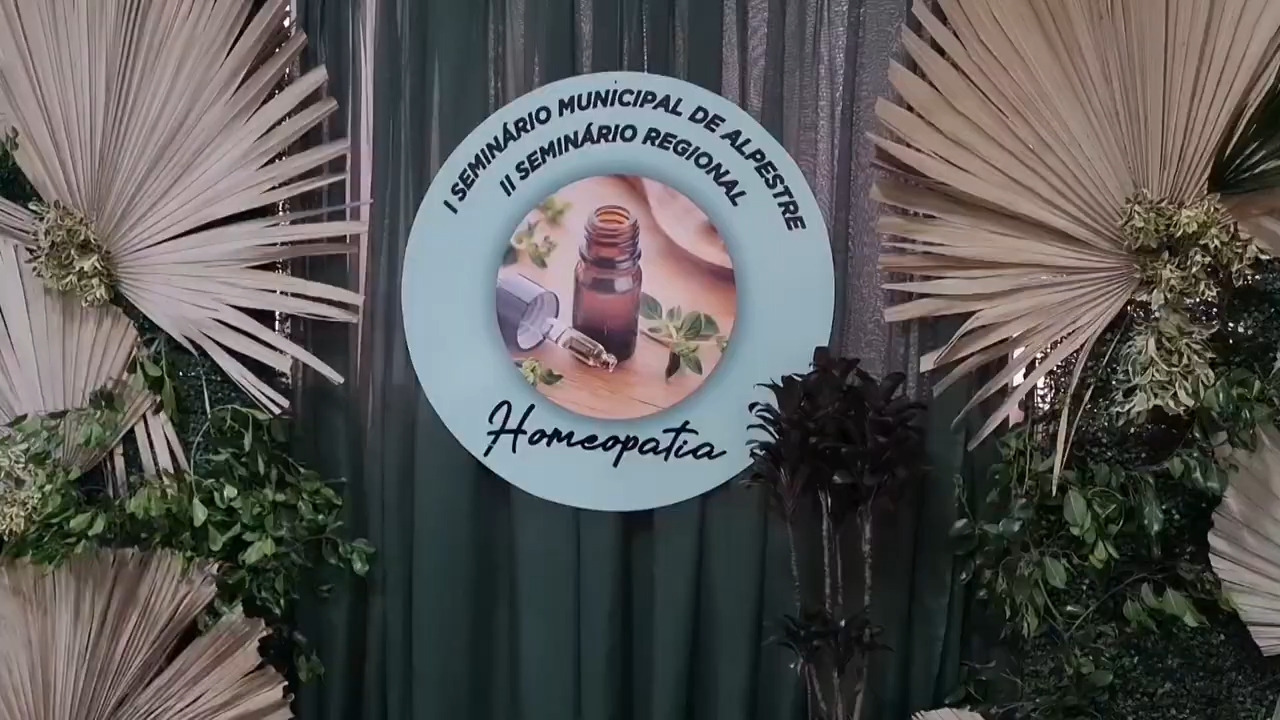 I SEMINÁRIO MUNICIPAL DE ALPESTRE
II SEMINÁRIO REGIONAL
Homeopatia